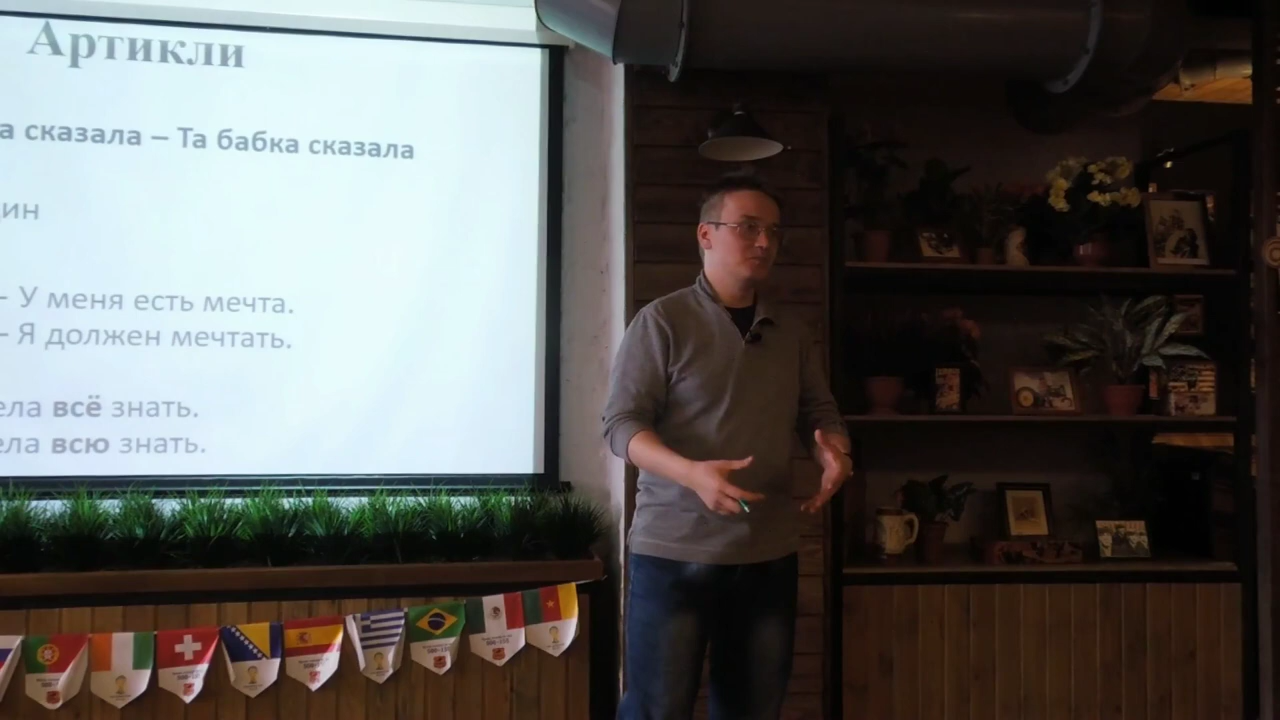 Артикли
а сказала – Та бабка сказала
ин
- У меня есть мечта.
- Я должен мечтать.
ела всё знать.
ела всю знать.